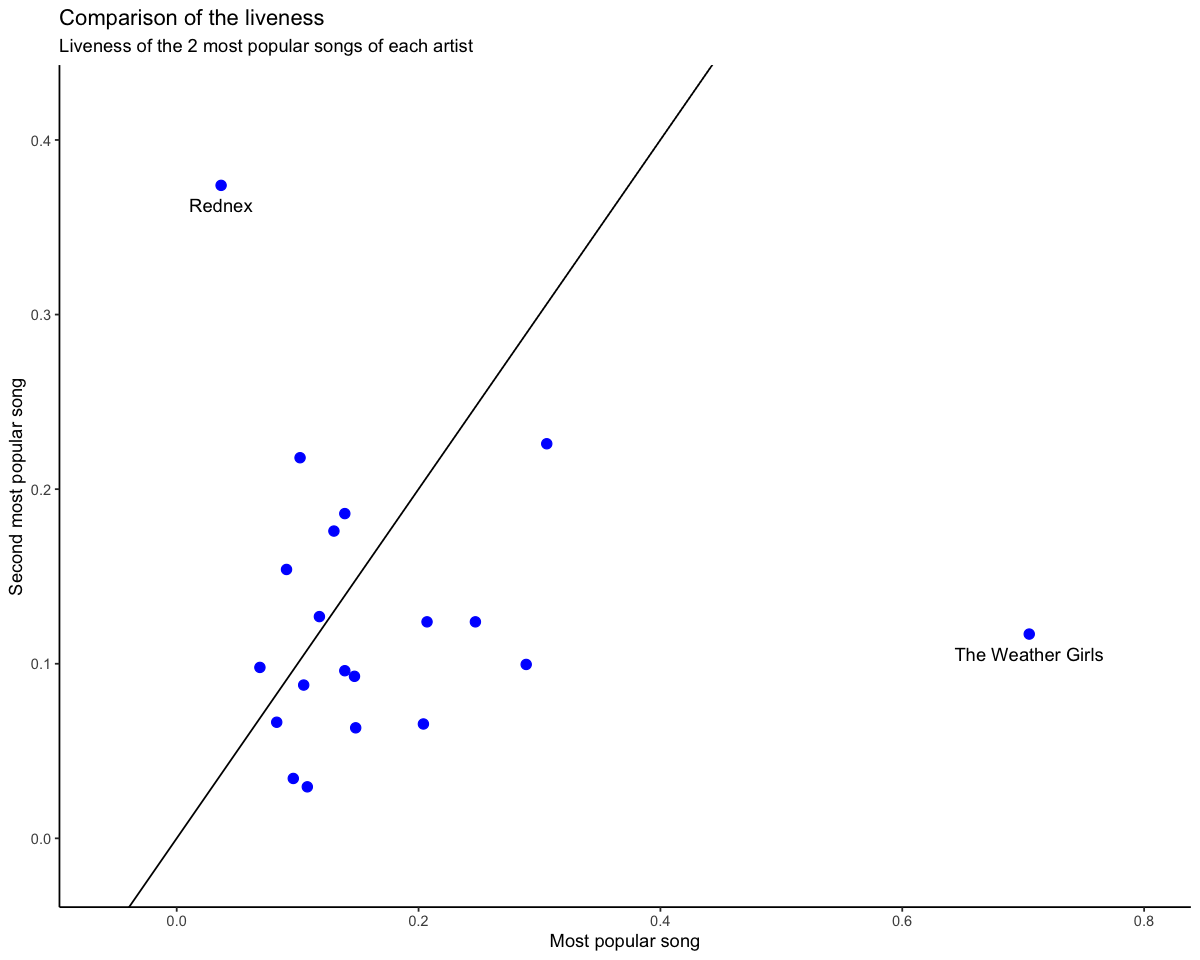 Comparison of the liveness
Liveness of the 2 most popular songs of each artist
Second most popular song
0.4
0.3
0.2
0.1
0.0
Rednex
The Weather Girls
0.0
0.2
0.4
0.6
0.8
Most popular song